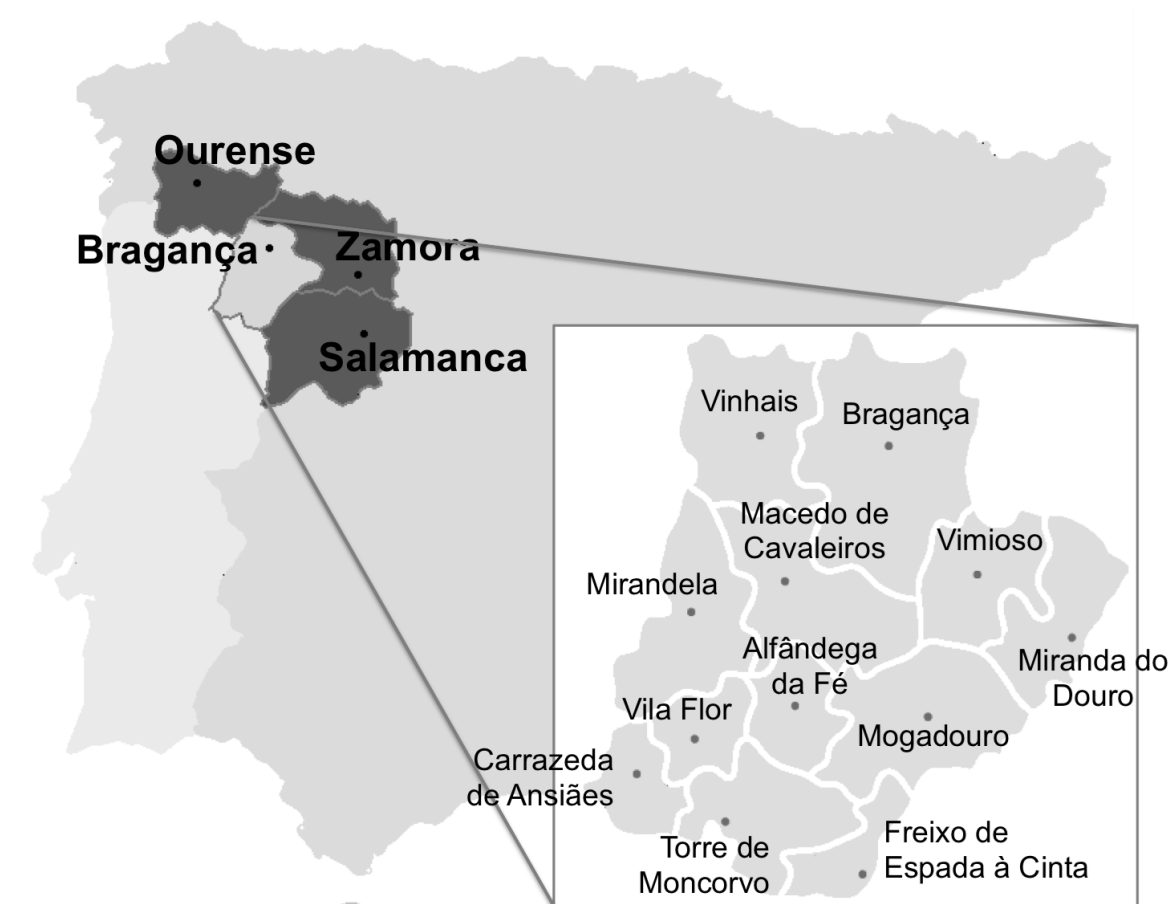 Ourense
Bragança
Zamora
Salamanca
Vinhais
Bragança
Macedo de
Cavaleiros
Vimioso
Mirandela
Alfândega
da Fé
Miranda do
Douro
Vila Flor
Mogadouro
Carrazeda
de Ansiães
Torre de
Moncorvo
Freixo de
Espada à Cinta